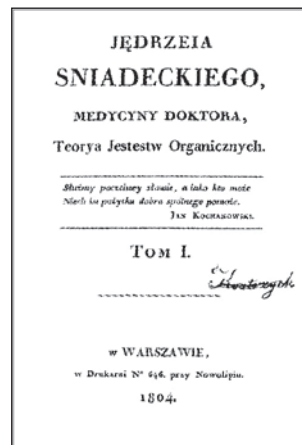 JĘDRZEIA
SNIADECKIEGO,
MEDYCYNY DOKTORA,
Teorya Jestestw Organicznych.
Służmy poczciwey sławie, a iako kto może
Niech ku pożytku dobra spólnego pomoże.
JAN KOCHANOWSKI.
TOM I.
w WARSZAWIE,
w Drukarni Nº 646. przy Nowolipiu.
1804.